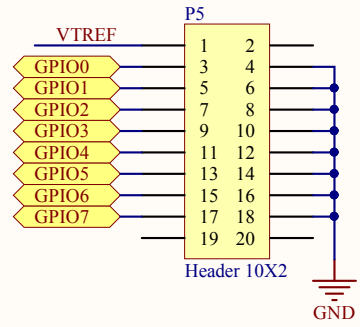 P5
VTREF 1 2
GPIO0 3 4
GPIO1 5 6
GPIO2 7 8
GPIO3 9 10
GPIO4 11 12
GPIO5 13 14
GPIO6 15 16
GPIO7 17 18
19 20
Header 10X2
GND